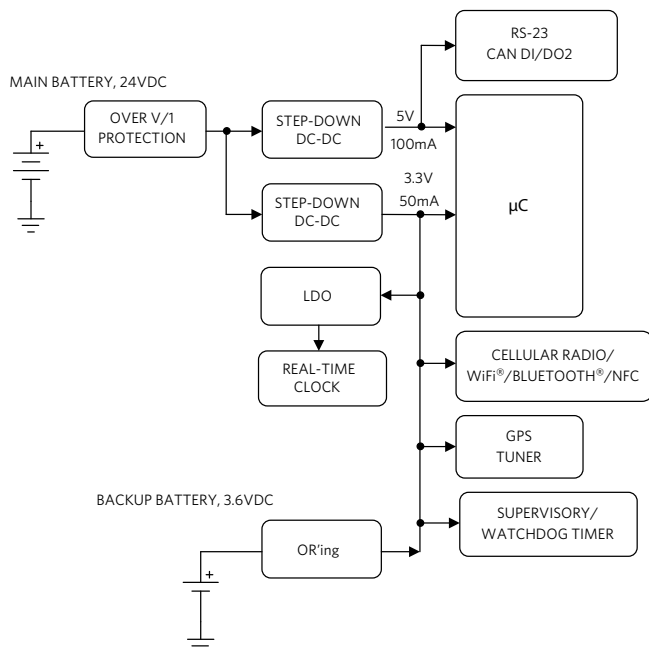 RS-23
CAN DI/DO2
MAIN BATTERY, 24VDC
OVER V/1
PROTECTION
STEP-DOWN
DC-DC
5V
100mA
+
STEP-DOWN
DC-DC
3.3V
50mA
µC
LDO
REAL-TIME
CLOCK
CELLULAR RADIO/
WiFi®/BLUETOOTH®/NFC
GPS
TUNER
BACKUP BATTERY, 3.6VDC
SUPERVISORY/
WATCHDOG TIMER
OR'ing
+